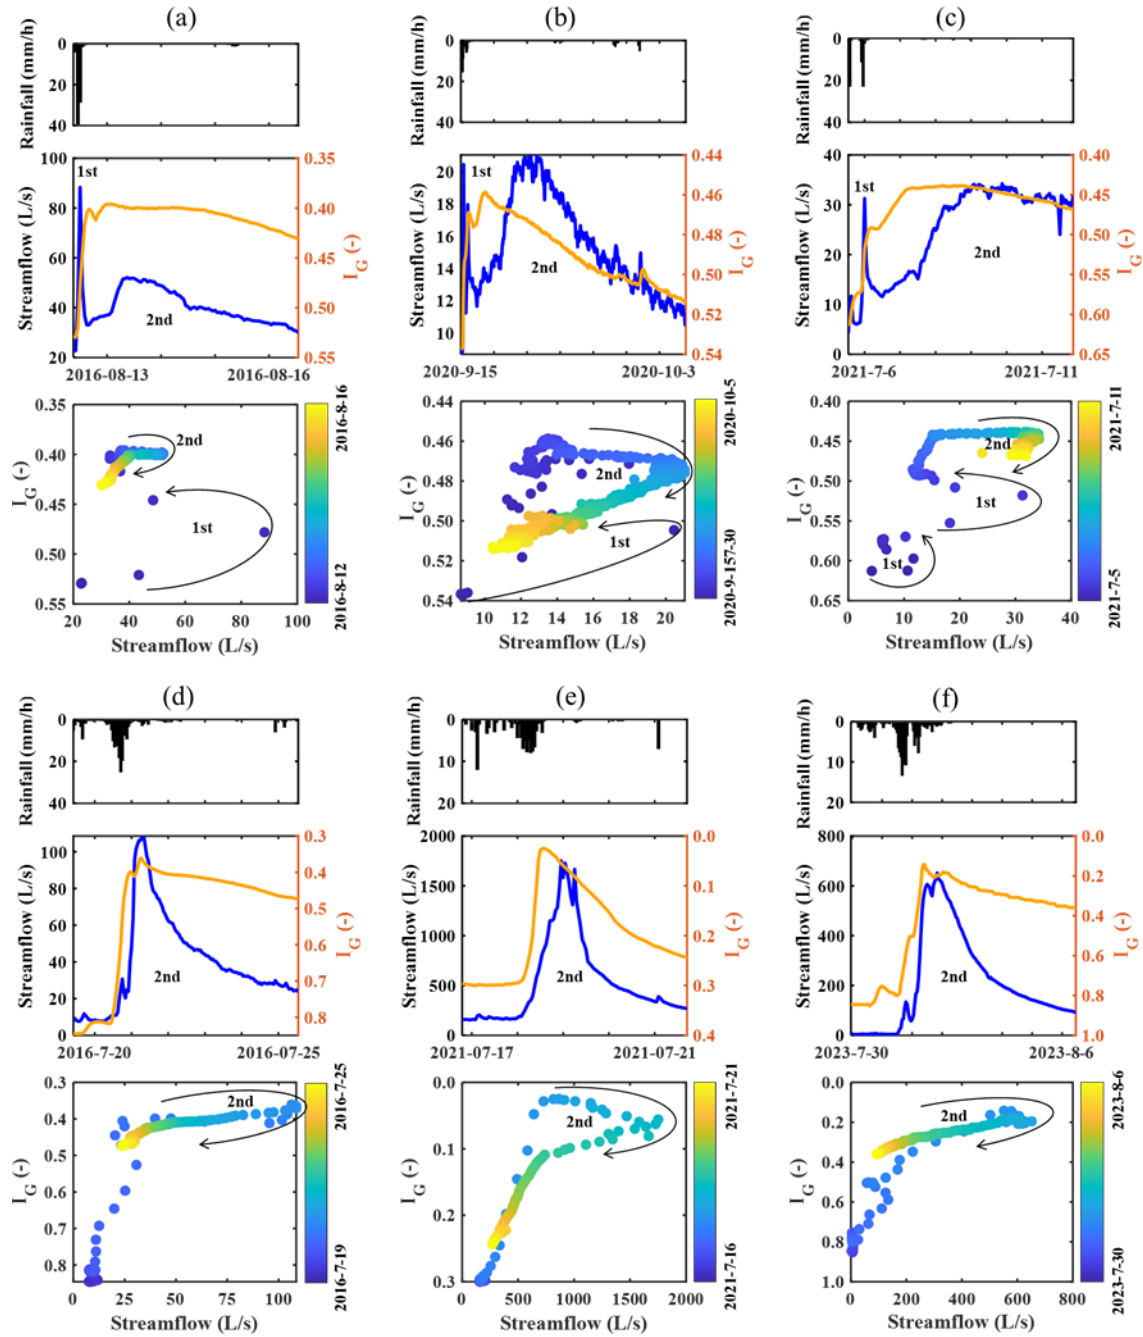 (a) (b) (c)
Rainfall (mm/h) Rainfall (mm/h) Rainfall (mm/h)
0 0 0
20 20 20
40 40 40
100 0.35 0.44 40 0.40
1st 1st 1st
80 0.40 20 0.46 30 0.45
18 0.48 0.50
60 0.45 16 20
14 0.50 0.55
40 0.50 12 0.52 10 0.60
2nd 2nd 2nd
10
20 0.55 0.54 0 0.65
Streamflow (L/s) I_G (-) Streamflow (L/s) I_G (-) Streamflow (L/s) I_G (-)
2016-08-13 2016-08-16 2020-9-15 2020-10-3 2021-7-6 2021-7-11
0.35 0.44 0.40
0.40 0.46 0.45
0.45 0.48 0.50
0.50 0.50 0.55
0.52 0.60
0.55 0.54 0.65
I_G (-) I_G (-) I_G (-)
2nd 2nd 2nd
1st 1st 1st
1st
2016-8-16 2020-10-5 2021-7-11
2016-8-12 2020-9-157-30 2021-7-5
20 40 60 80 100 10 12 14 16 18 20 0 10 20 30 40
Streamflow (L/s) Streamflow (L/s) Streamflow (L/s)
(d) (e) (f)
Rainfall (mm/h) Rainfall (mm/h) Rainfall (mm/h)
0 0 0
20 10 10
40 20 20
0.3 2000 0.0 800 0.0
100 0.4
80 0.5 1500 0.1 600 0.2
60 0.6 1000 0.2 400 0.4
40 0.7 0.6
20 0.8 500 0.3 200 0.8
0 0 0.4 0 1.0
2nd 2nd 2nd
Streamflow (L/s) I_G (-) Streamflow (L/s) I_G (-) Streamflow (L/s) I_G (-)
2016-7-20 2016-07-25 2021-07-17 2021-07-21 2023-7-30 2023-8-6
0.3 0.0 0.0
0.4 0.2
0.5 0.1 0.4
0.6 0.2 0.6
0.7 0.8
0.8 0.3 1.0
I_G (-) I_G (-) I_G (-)
2nd 2nd 2nd
2016-7-25 2021-7-21 2023-8-6
2016-7-19 2021-7-16 2023-7-30
0 25 50 75 100 0 500 1000 1500 2000 0 200 400 600 800
Streamflow (L/s) Streamflow (L/s) Streamflow (L/s)